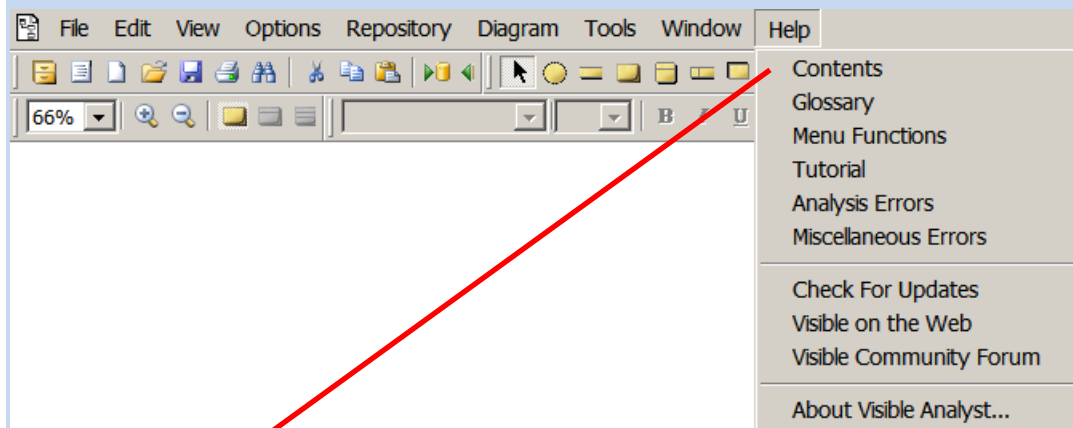 File Edit View Options Repository Diagram Tools Window Help
66% B I U
Contents
Glossary
Menu Functions
Tutorial
Analysis Errors
Miscellaneous Errors
Check For Updates
Visible on the Web
Visible Community Forum
About Visible Analyst...